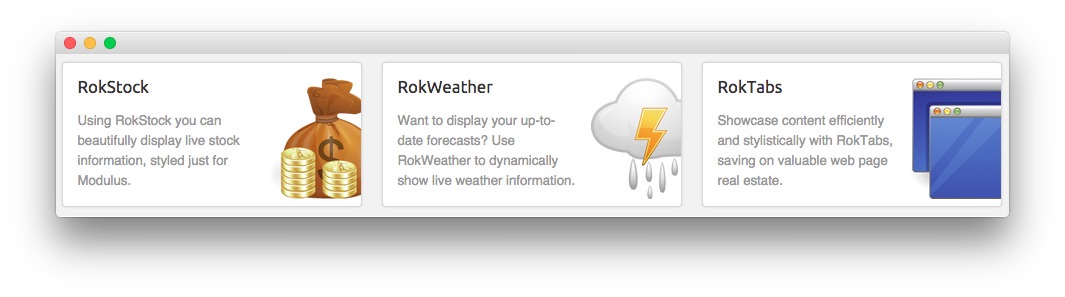 RokStock
Using RokStock you can
beautifully display live stock
information, styled just for
Modulus.
$
RokWeather
Want to display your up-to-
date forecasts? Use
RokWeather to dynamically
show live weather information.
RokTabs
Showcase content efficiently
and stylistically with RokTabs,
saving on valuable web page
real estate.